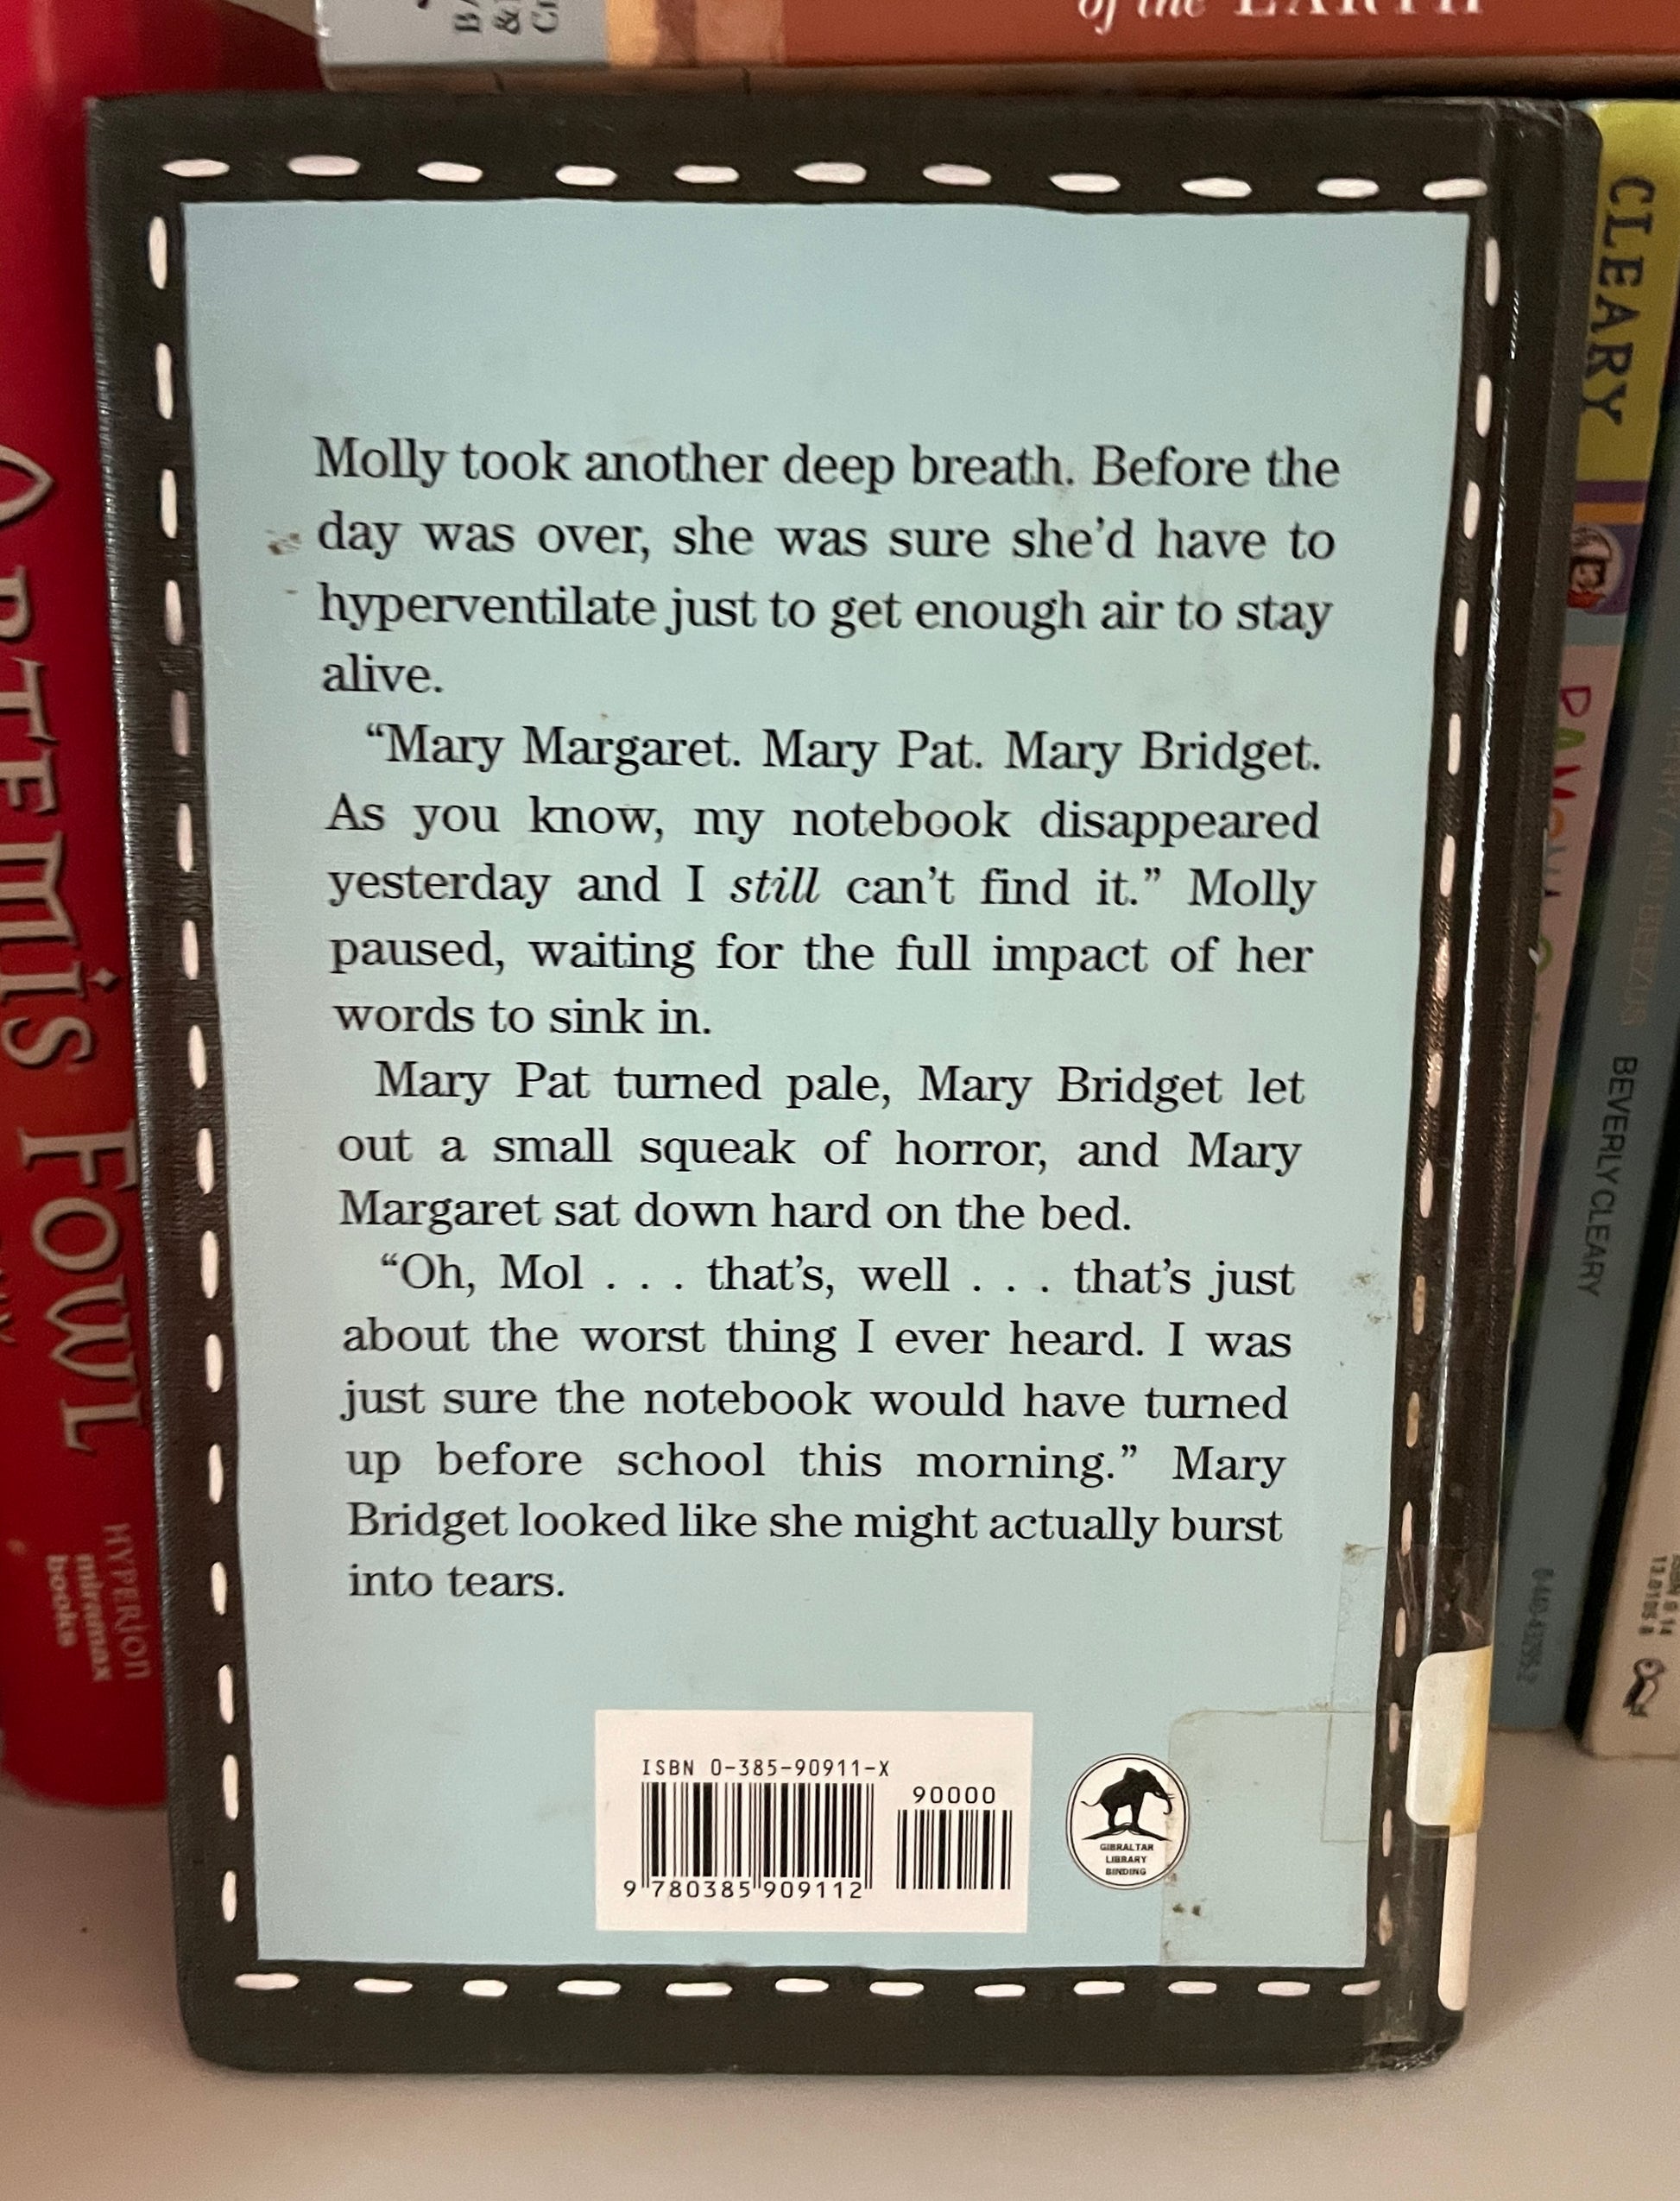 of the EARTH
ARTEMIS FOWL
HYPERION
miramax
books
Molly took another deep breath. Before the
day was over, she was sure she'd have to
hyperventilate just to get enough air to stay
alive.
“Mary Margaret. Mary Pat. Mary Bridget.
As you know, my notebook disappeared
yesterday and I still can't find it.” Molly
paused, waiting for the full impact of her
words to sink in.
Mary Pat turned pale, Mary Bridget let
out a small squeak of horror, and Mary
Margaret sat down hard on the bed.
“Oh, Mol . . . that's, well . . . that's just
about the worst thing I ever heard. I was
just sure the notebook would have turned
up before school this morning.” Mary
Bridget looked like she might actually burst
into tears.
ISBN 0-385-90911-X
90000
9 780385 909112
GIBRALTAR
LIBRARY
BINDING
CLEARY
AND BEEZUS
BEVERLY CLEARY